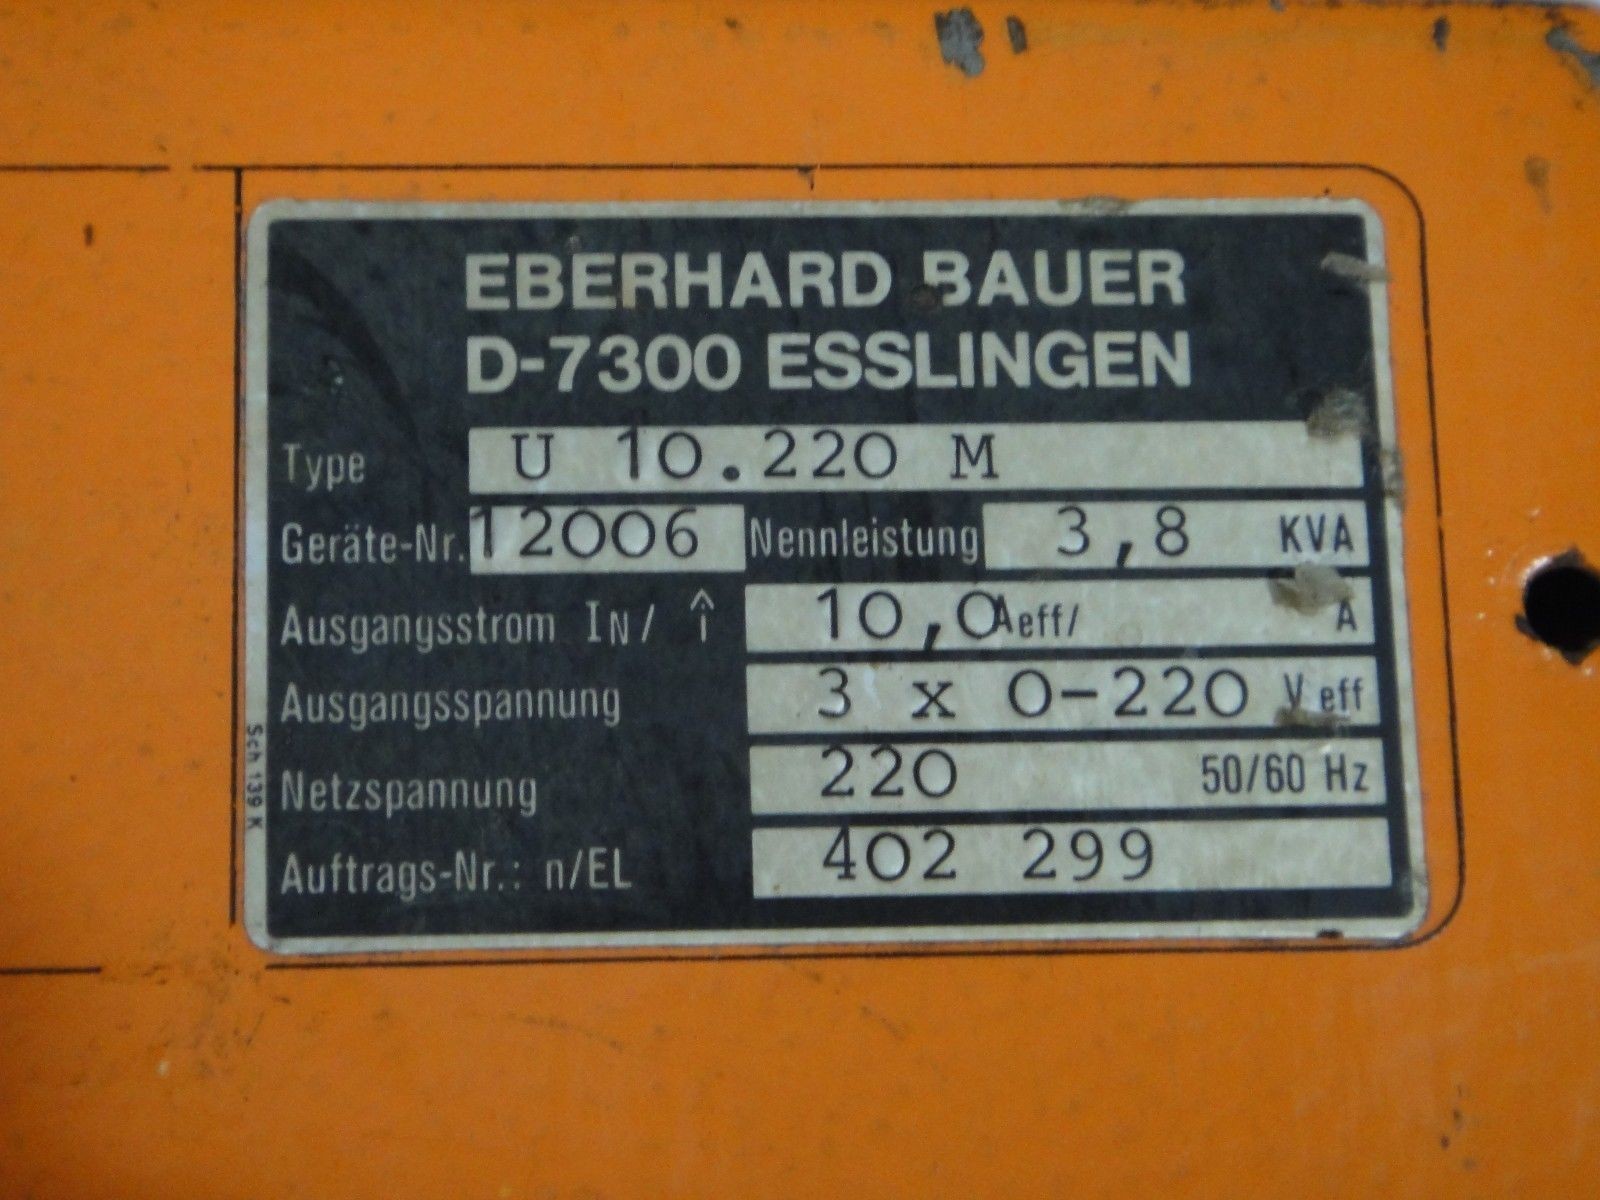 EBERHARD BAUER
D-7300 ESSLINGEN
Type U 10.220 M
Geräte-Nr. 12006 Nennleistung 3,8 KVA
Ausgangsstrom IN/ î 10,0 Aeff/ A
Ausgangsspannung 3 x 0-220 Veff
Netzspannung 220 50/60 Hz
Auftrags-Nr.: n/EL 402 299
Sch 139 K